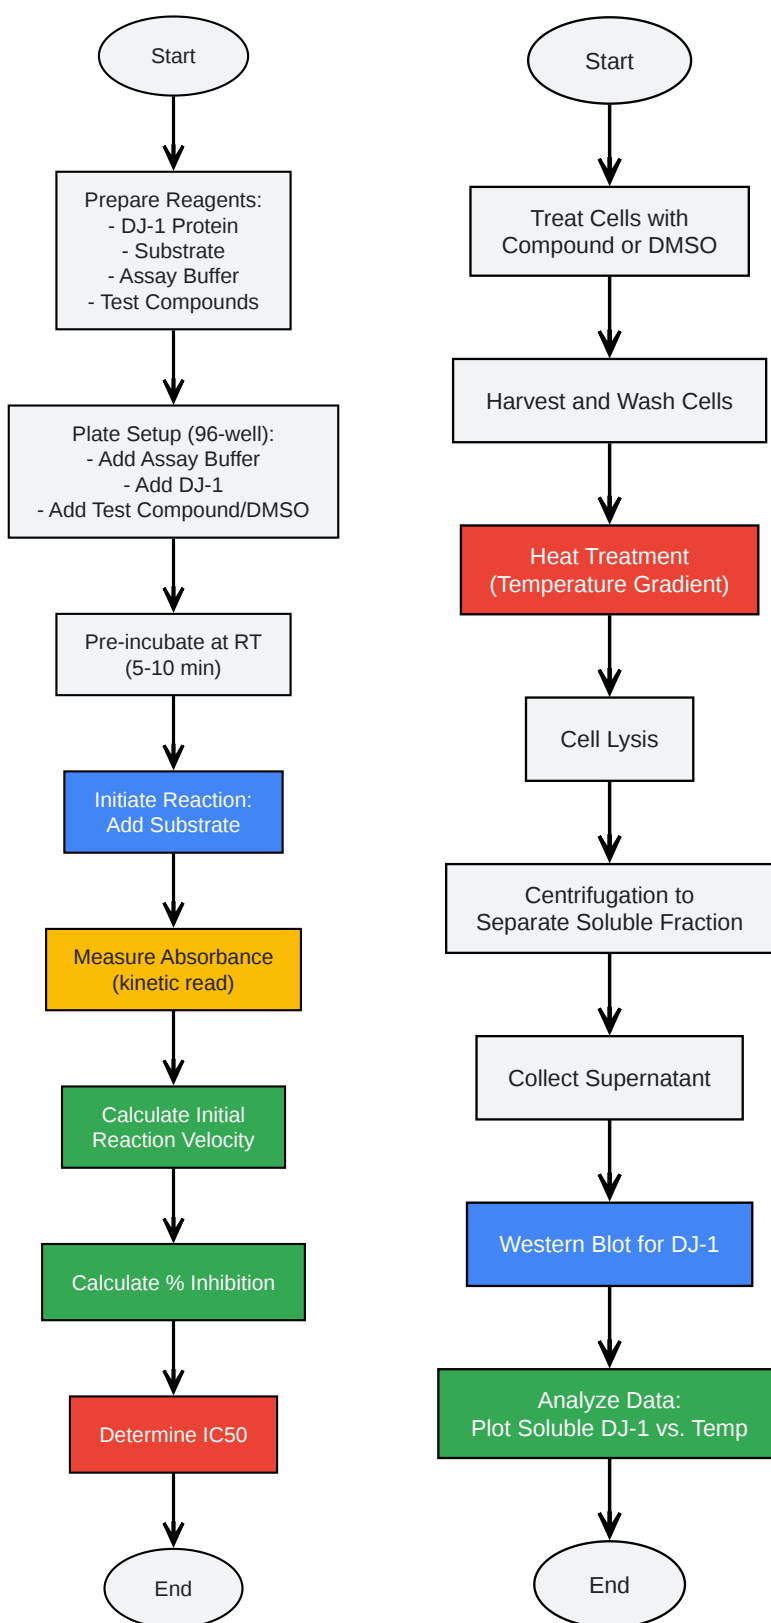 Start
Prepare Reagents:
- DJ-1 Protein
- Substrate
- Assay Buffer
- Test Compounds
Plate Setup (96-well):
- Add Assay Buffer
- Add DJ-1
- Add Test Compound/DMSO
Pre-incubate at RT
(5-10 min)
Initiate Reaction:
Add Substrate
Measure Absorbance
(kinetic read)
Calculate Initial
Reaction Velocity
Calculate % Inhibition
Determine IC50
End
Start
Treat Cells with
Compound or DMSO
Harvest and Wash Cells
Heat Treatment
(Temperature Gradient)
Cell Lysis
Centrifugation to
Separate Soluble Fraction
Collect Supernatant
Western Blot for DJ-1
Analyze Data:
Plot Soluble DJ-1 vs. Temp
End